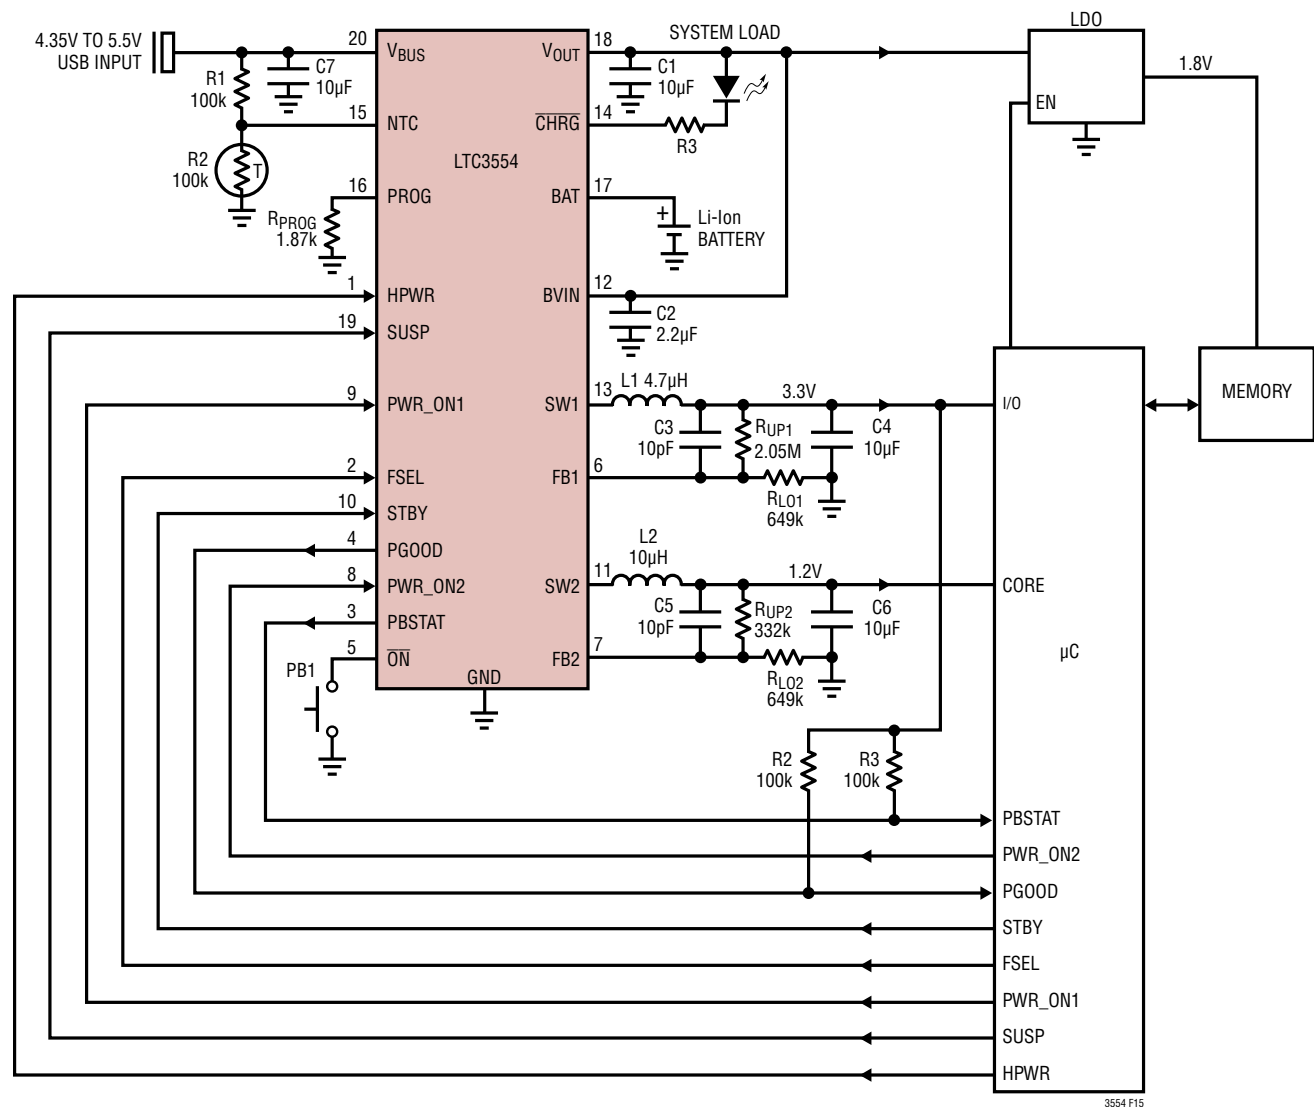 4.35V TO 5.5V
USB INPUT
R1
100k
C7
10µF
R2
100k
T
RPROG
1.87k
20
VBUS
15
NTC
16
PROG
1
HPWR
19
SUSP
9
PWR_ON1
2
FSEL
10
STBY
4
PGOOD
8
PWR_ON2
3
PBSTAT
5
ON
PB1
LTC3554
GND
VOUT
18
CHRG
14
BAT
17
BVIN
12
SW1
13
FB1
6
SW2
11
FB2
7
SYSTEM LOAD
C1
10µF
R3
+
Li-Ion
BATTERY
C2
2.2µF
L1 4.7µH
3.3V
C3
10pF
RUP1
2.05M
C4
10µF
RLO1
649k
L2
10µH
1.2V
C5
10pF
RUP2
332k
C6
10µF
RLO2
649k
R2
100k
R3
100k
LDO
EN
1.8V
MEMORY
I/O
CORE
µC
PBSTAT
PWR_ON2
PGOOD
STBY
FSEL
PWR_ON1
SUSP
HPWR
3554 F15